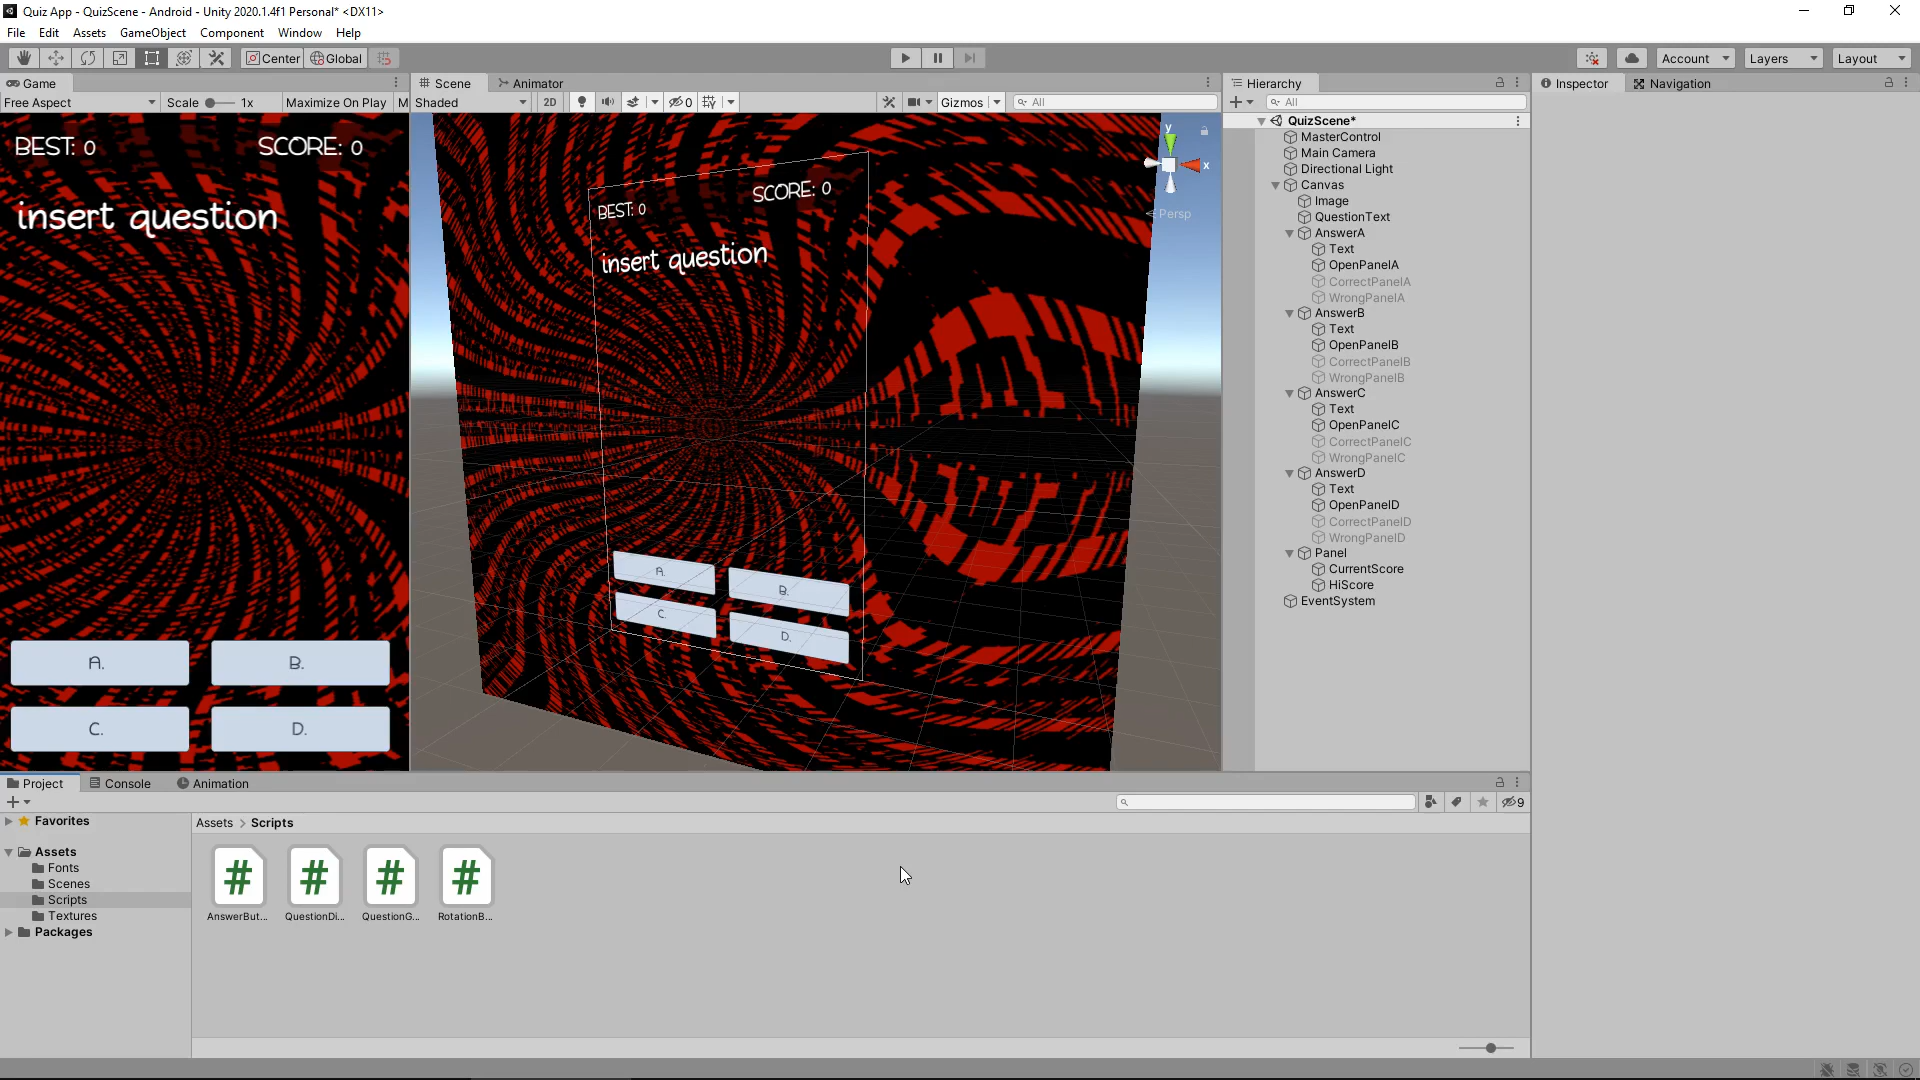 Quiz App - QuizScene - Android - Unity 2020.1.4f1 Personal* <DX11>
File Edit Assets GameObject Component Window Help
Center Global Account Layers Layout
Game
Free Aspect Scale 1x Maximize On Play M
BEST: 0 SCORE: 0
insert question
A. B.
C. D.
Scene Animator
Shaded 2D 0 Gizmos All
y
x
Persp
BEST: 0 SCORE: 0
insert question
A. B.
C. D.
Hierarchy
All
QuizScene*
MasterControl
Main Camera
Directional Light
Canvas
Image
QuestionText
AnswerA
Text
OpenPanelA
CorrectPanelA
WrongPanelA
AnswerB
Text
OpenPanelB
CorrectPanelB
WrongPanelB
AnswerC
Text
OpenPanelC
CorrectPanelC
WrongPanelC
AnswerD
Text
OpenPanelD
CorrectPanelD
WrongPanelD
Panel
CurrentScore
HiScore
EventSystem
Inspector Navigation
Project Console Animation
9
Favorites
Assets
Fonts
Scenes
Scripts
Textures
Packages
Assets > Scripts
# # # #
AnswerBut... QuestionDi... QuestionG... RotationB...